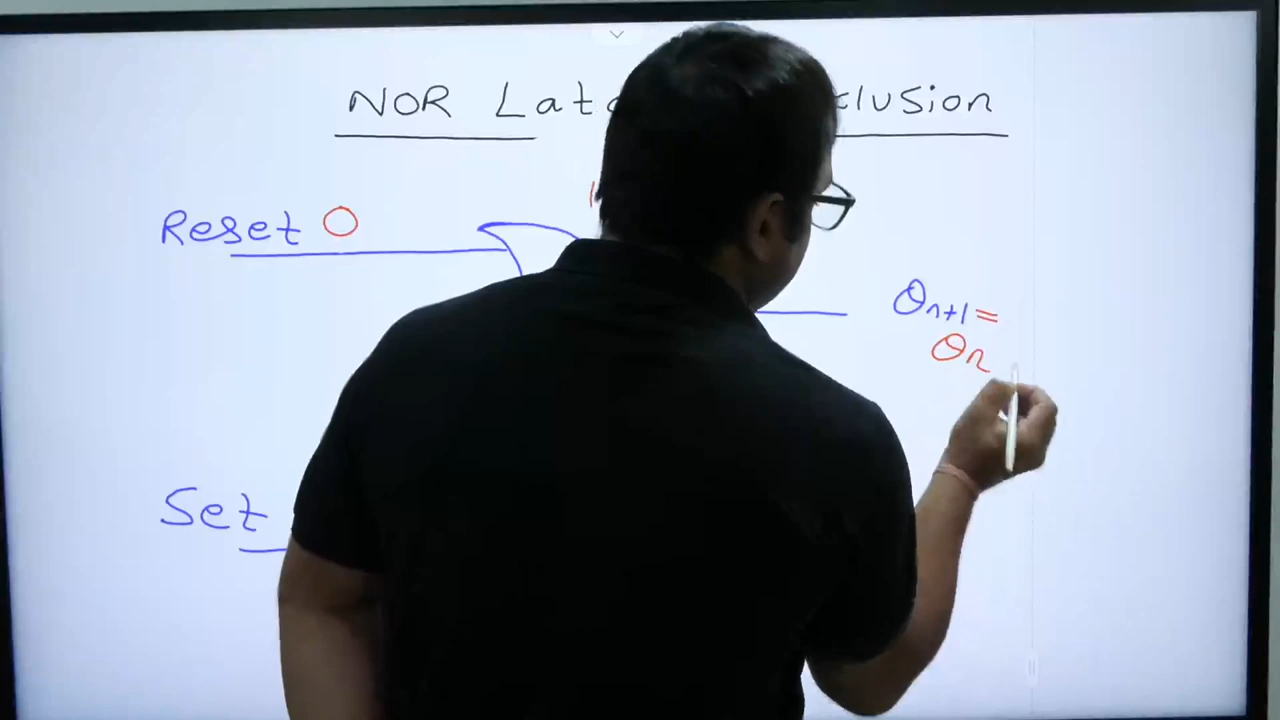 NOR Lat clusion
Reset 0
Qn+1 =
Qn
Set